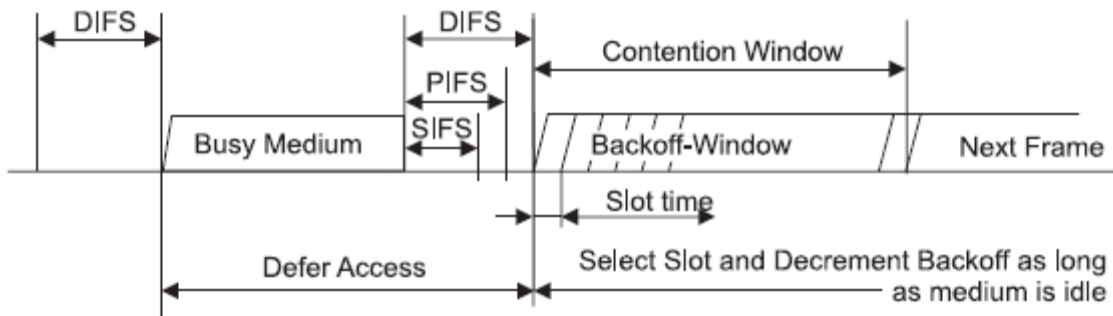 DIFS
DIFS
Contention Window
PIFS
SIFS
Busy Medium
Backoff-Window
Next Frame
Slot time
Defer Access
Select Slot and Decrement Backoff as long
as medium is idle